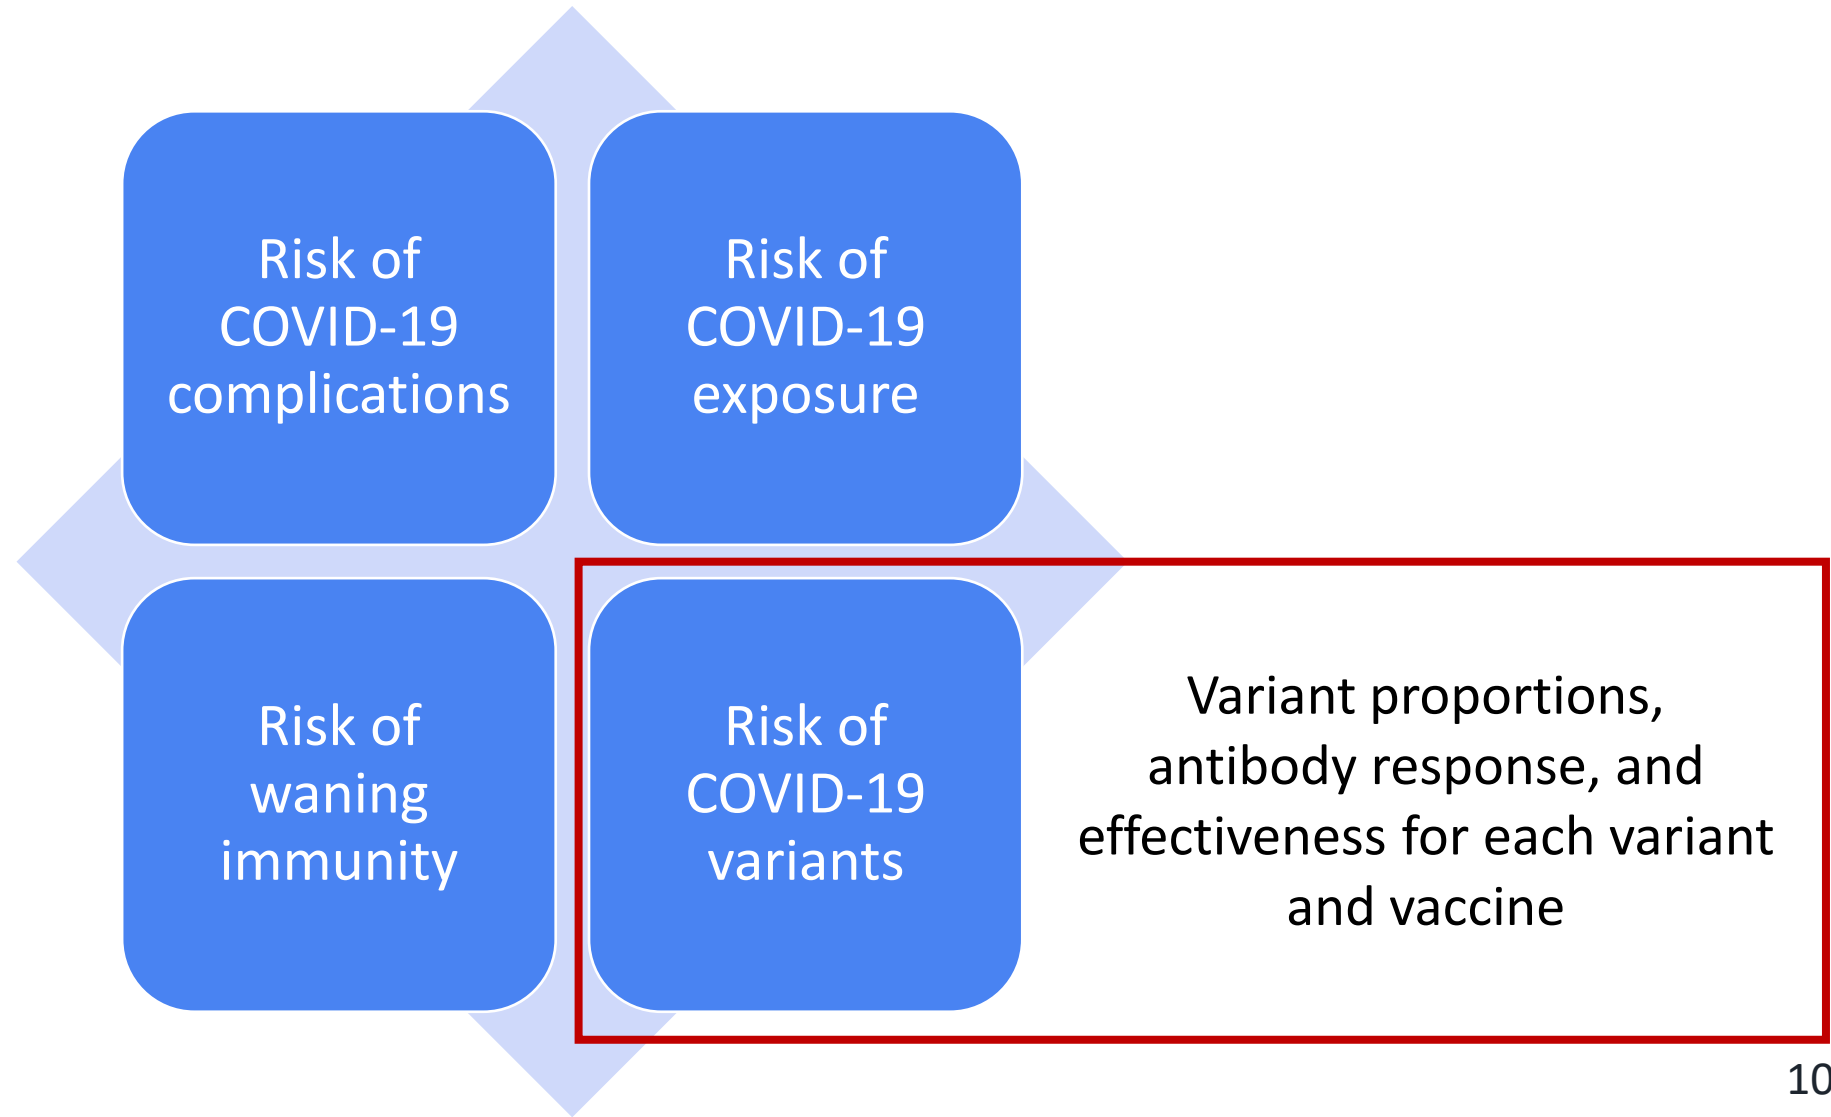 Risk of
COVID-19
complications
Risk of
COVID-19
exposure
Risk of
waning
immunity
Risk of
COVID-19
variants
Variant proportions,
antibody response, and
effectiveness for each variant
and vaccine
10